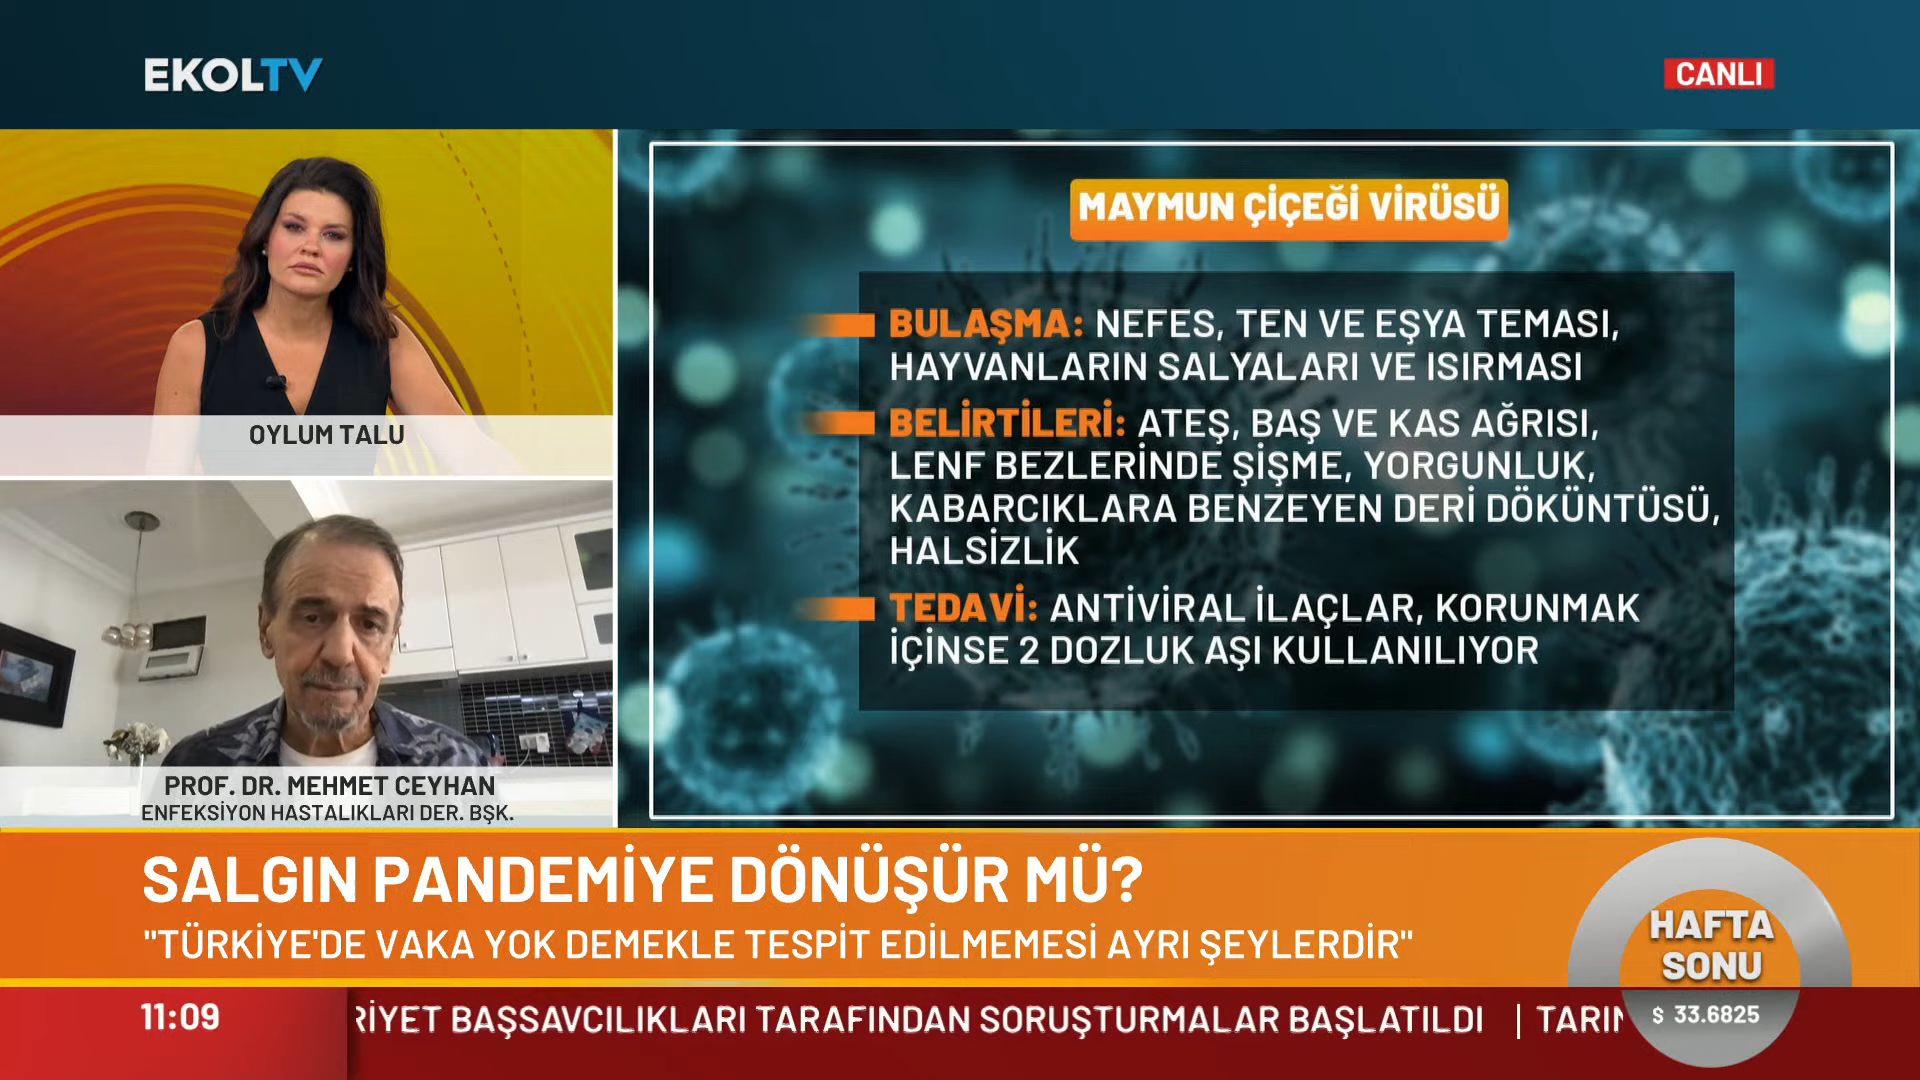 EKOLTV
CANLI
OYLUM TALU
PROF. DR. MEHMET CEYHAN
ENFEKSİYON HASTALIKLARI DER. BŞK.
MAYMUN ÇİÇEĞİ VİRÜSÜ
BULAŞMA: NEFES, TEN VE EŞYA TEMASI,
HAYVANLARIN SALYALARI VE ISIRMASI
BELİRTİLERİ: ATEŞ, BAŞ VE KAS AĞRISI,
LENF BEZLERİNDE ŞİŞME, YORGUNLUK,
KABARCIKLARA BENZEYEN DERİ DÖKÜNTÜSÜ,
HALSİZLİK
TEDAVİ: ANTİVİRAL İLAÇLAR, KORUNMAK
İÇİNSE 2 DOZLUK AŞI KULLANILIYOR
SALGIN PANDEMİYE DÖNÜŞÜR MÜ?
"TÜRKİYE'DE VAKA YOK DEMEKLE TESPİT EDİLMEMESİ AYRI ŞEYLERDİR"
HAFTA
SONU
11:09
RİYET BAŞSAVCILIKLARI TARAFINDAN SORUŞTURMALAR BAŞLATILDI | TARIM
$ 33.6825